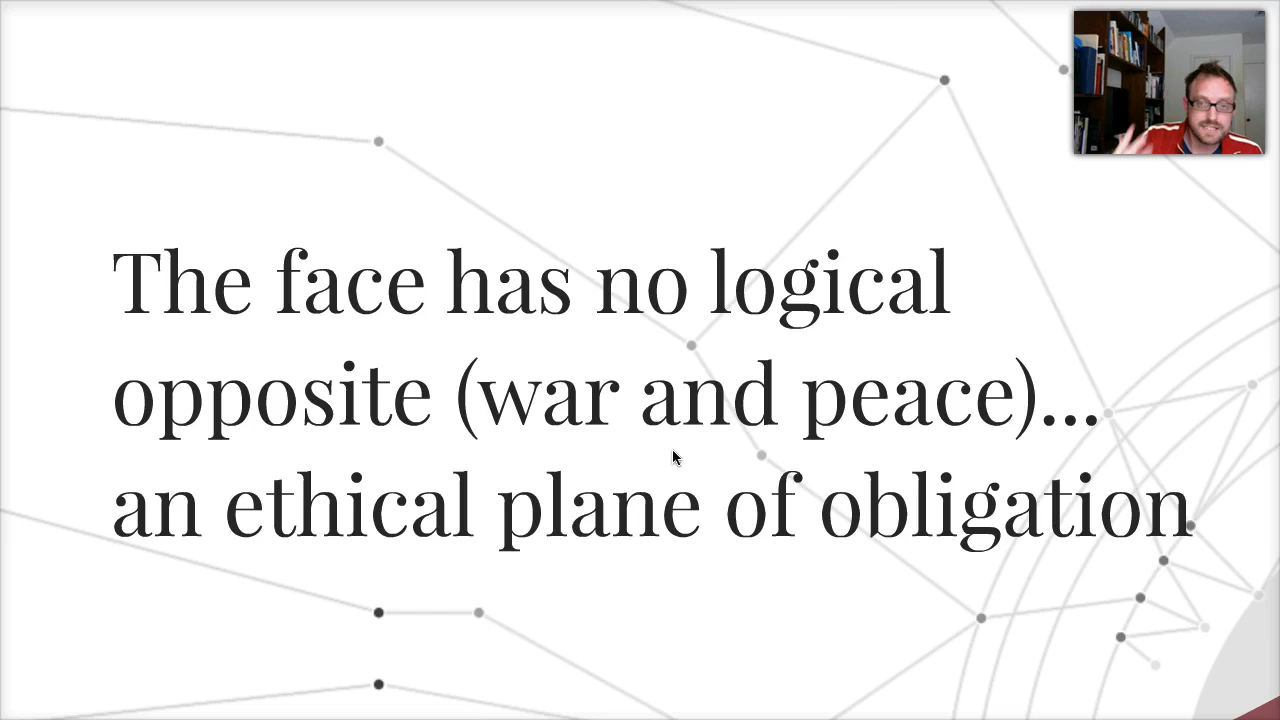 The face has no logical
opposite (war and peace)...
an ethical plane of obligation